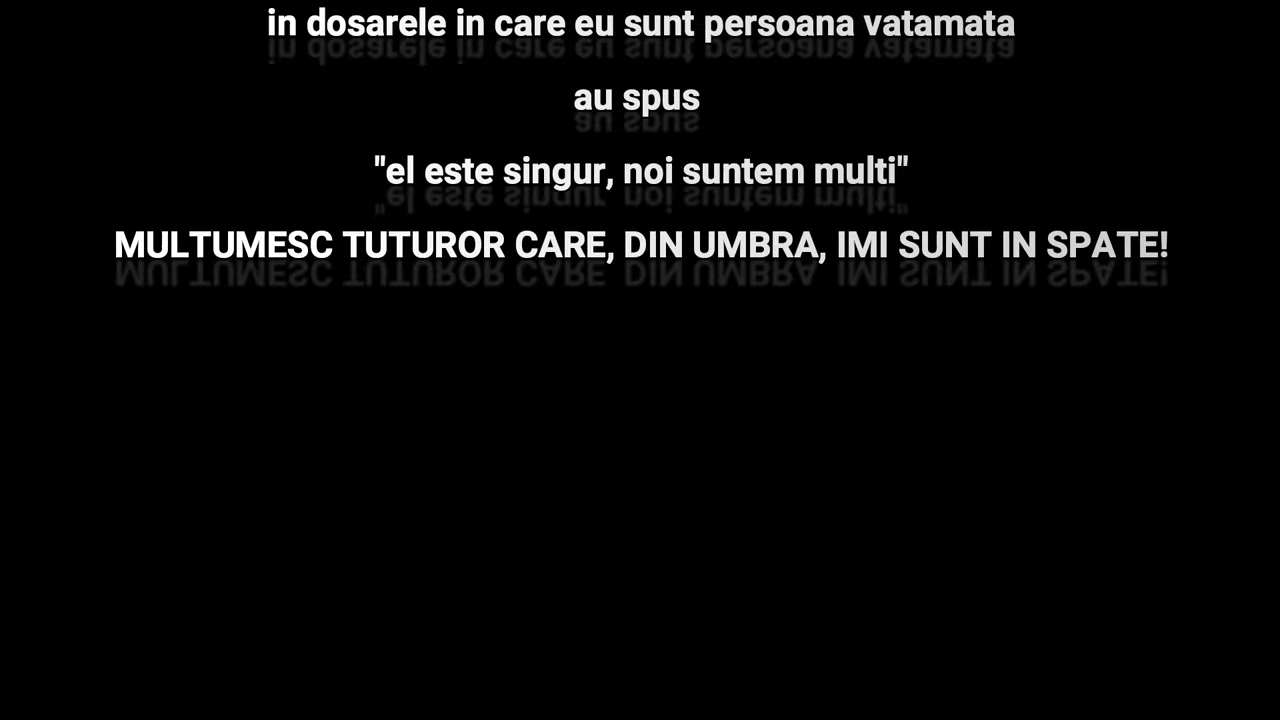 in dosarele in care eu sunt persoana vatamata
au spus
"el este singur, noi suntem multi"
MULTUMESC TUTUROR CARE, DIN UMBRA, IMI SUNT IN SPATE!